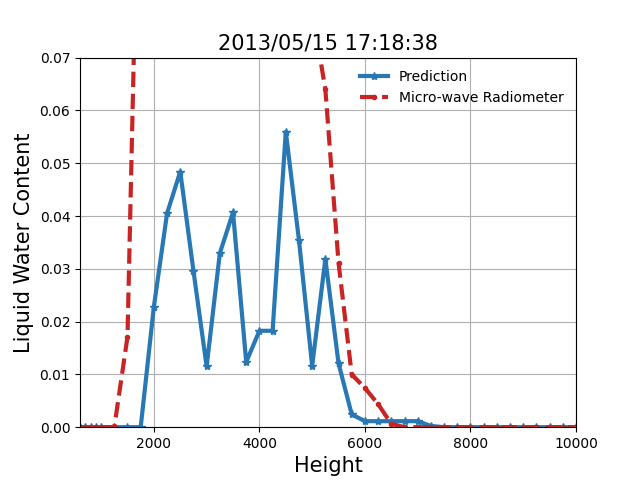 2013/05/15 17:18:38
Prediction
Micro-wave Radiometer
Liquid Water Content
0.07
0.06
0.05
0.04
0.03
0.02
0.01
0.00
2000 4000 6000 8000 10000
Height